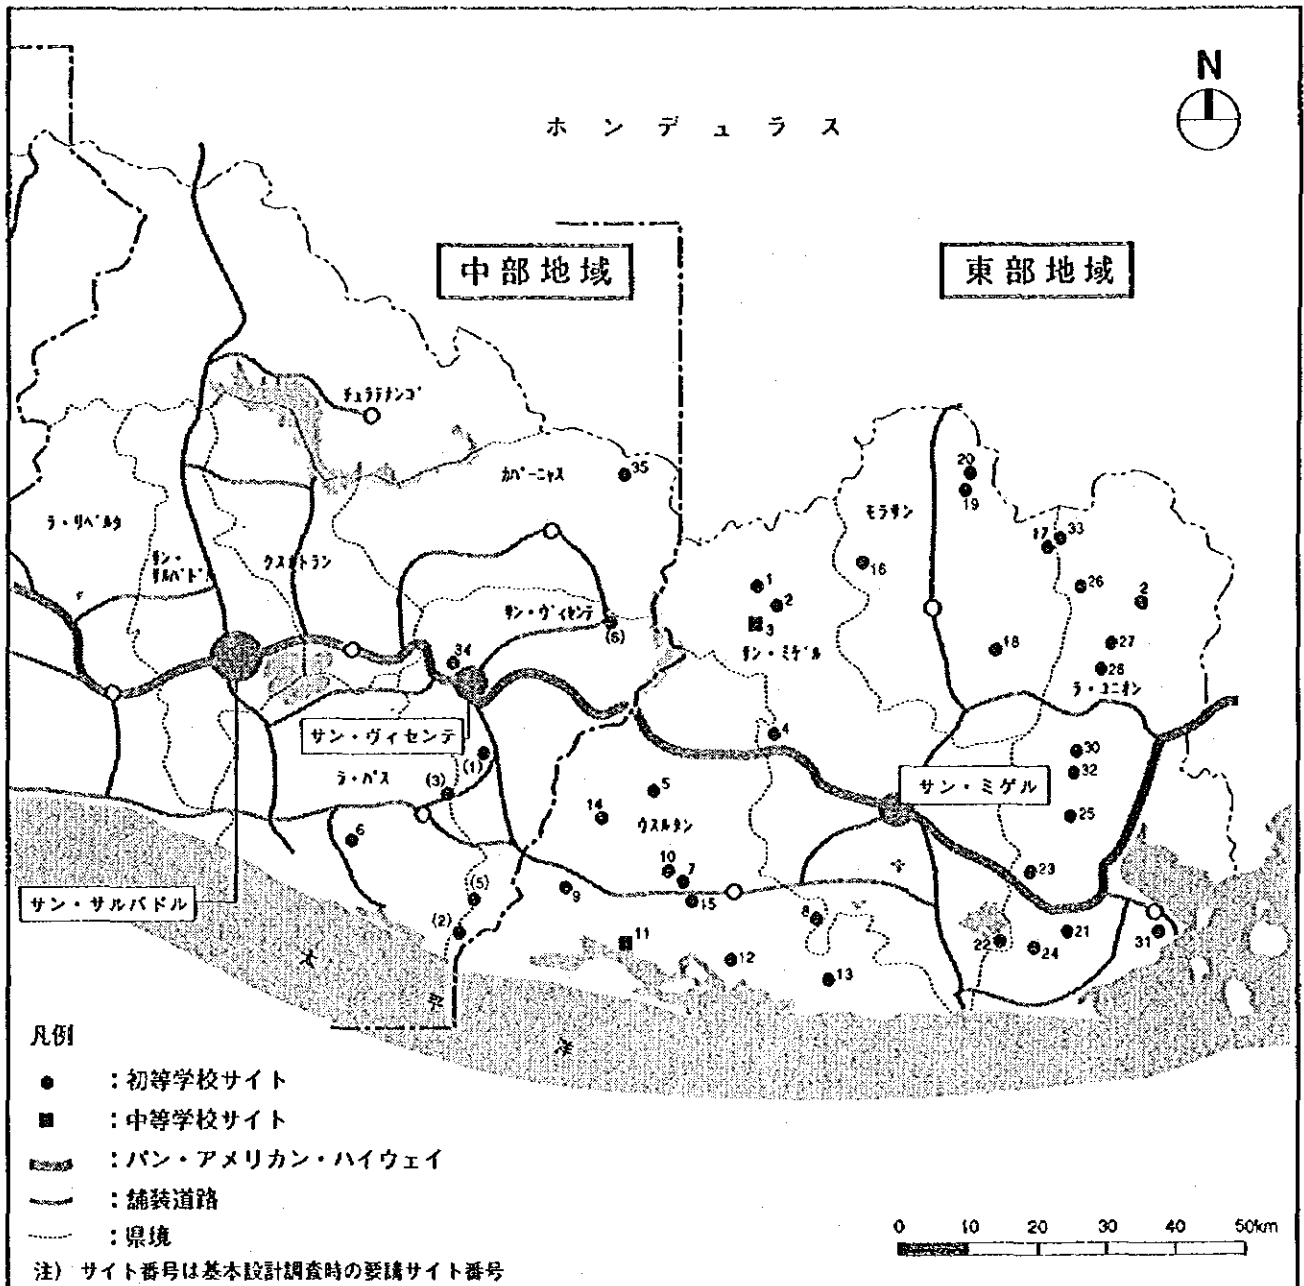 N
ホンデュラス
中部地域
東部地域
チュラテナンゴ
カバーニャス
35
20
19
モラサン
ラ・リベルタ
サン・サルバドル
クスカトラン
17
33
16
26
1
2
2
サン・ヴィセンテ
(6)
3
サン・ミゲル
18
27
28
34
ラ・ユニオン
サン・ヴィセンテ
4
30
(1)
ラ・パス
(3)
5
32
サン・ミゲル
14
ウスルタン
25
6
10
7
23
サン・サルバドル
(5)
9
15
8
(2)
11
22
24
21
31
12
13
太
平
洋
凡例
:初等学校サイト
:中等学校サイト
:パン・アメリカン・ハイウェイ
:舗装道路
:県境
0 10 20 30 40 50km
注) サイト番号は基本設計調査時の要請サイト番号